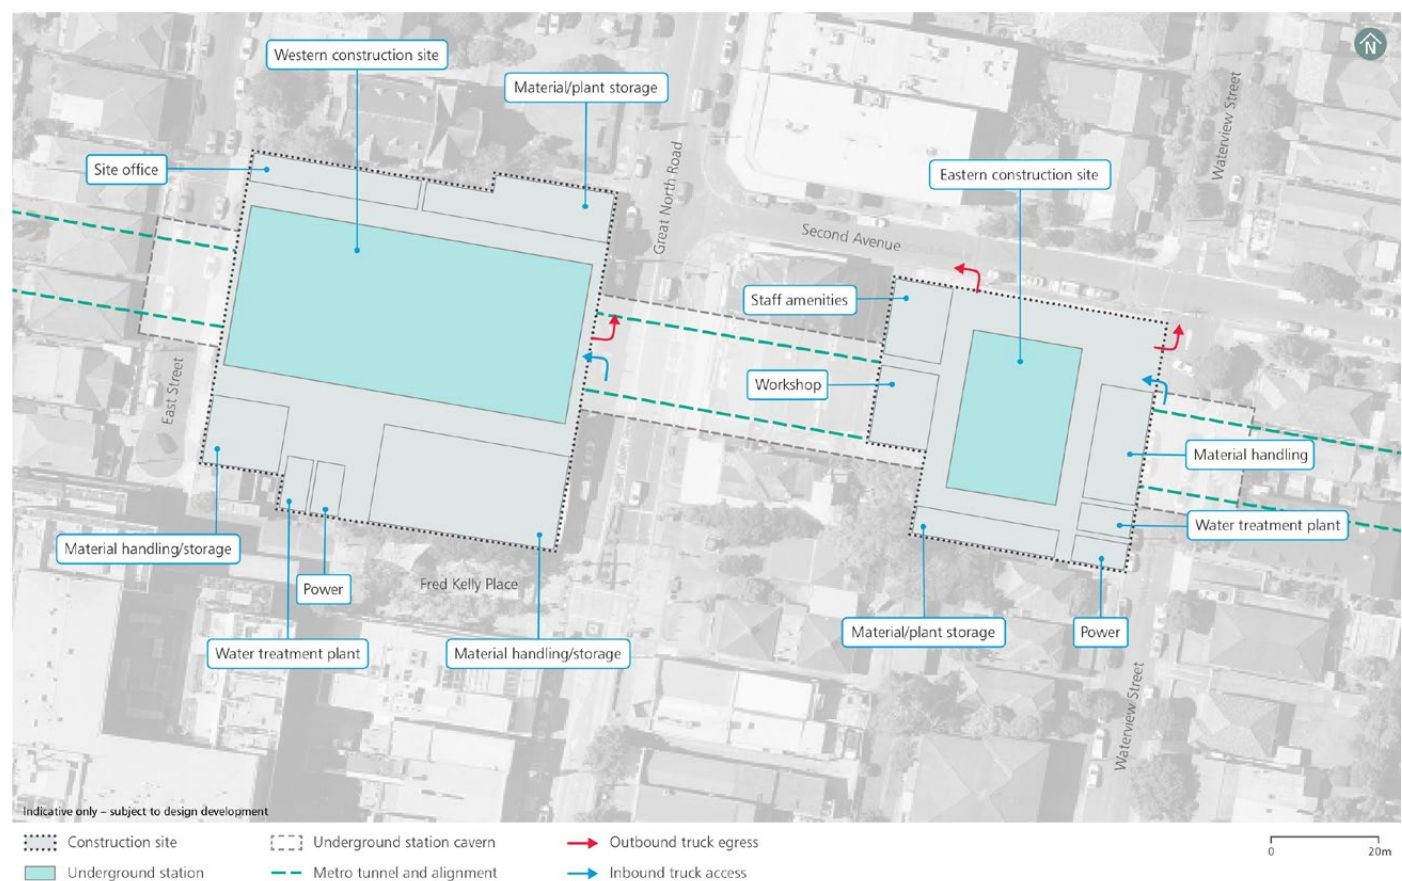 N
Western construction site
Material/plant storage
Site office
Great North Road
Waterview Street
Eastern construction site
Second Avenue
Staff amenities
Workshop
East Street
Material handling
Water treatment plant
Material handling/storage
Power
Fred Kelly Place
Water treatment plant
Material handling/storage
Material/plant storage
Power
Waterview Street
Indicative only – subject to design development
Construction site
Underground station cavern
Outbound truck egress
0
20m
Underground station
Metro tunnel and alignment
Inbound truck access